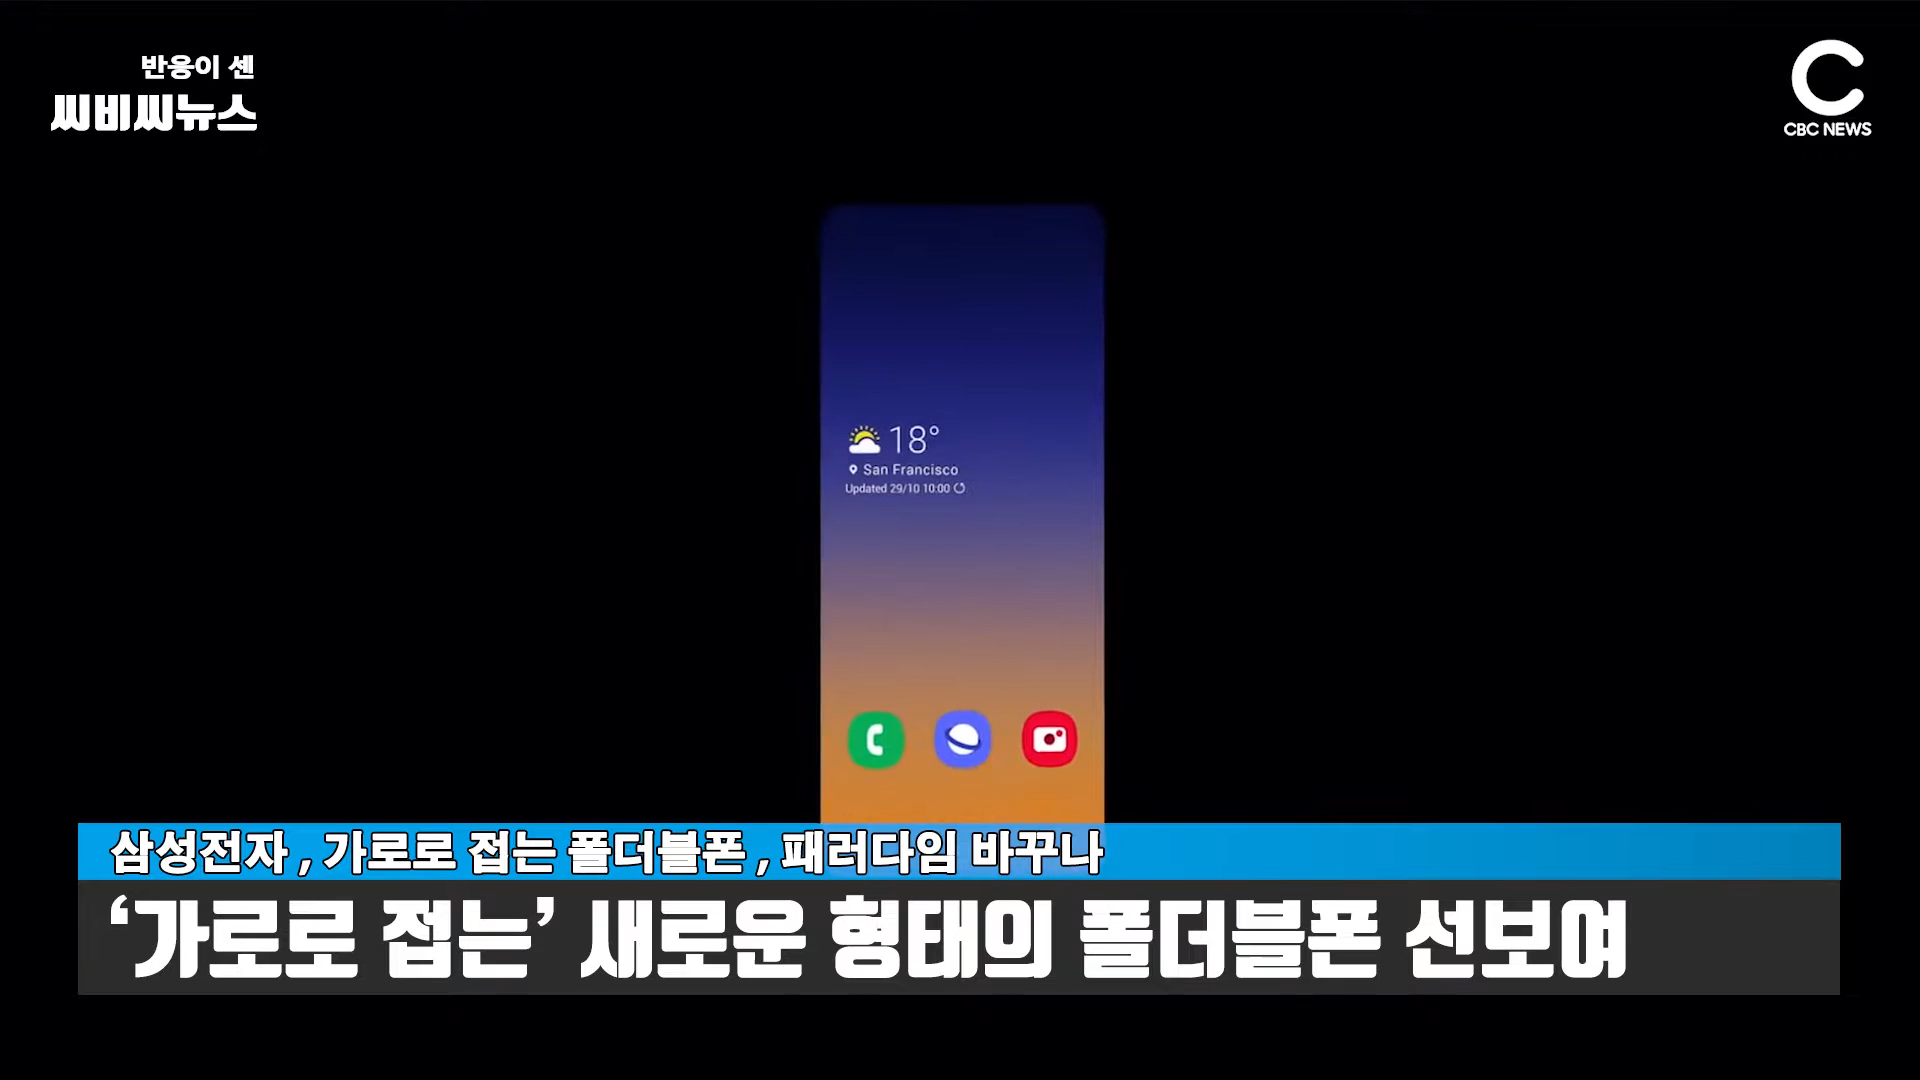 반응이 센
씨비씨뉴스
CBC NEWS
18°
San Francisco
Updated 29/10 10:00
삼성전자, 가로로 접는 폴더블폰, 패러다임 바꾸나
‘가로로 접는’ 새로운 형태의 폴더블폰 선보여